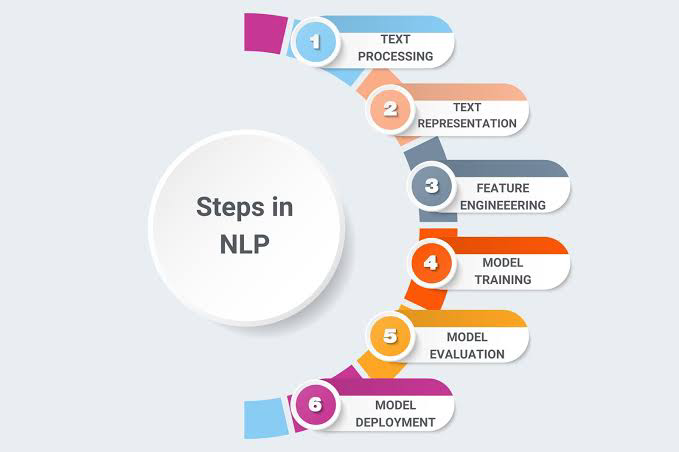 Steps in
NLP
1
TEXT
PROCESSING
2
TEXT
REPRESENTATION
3
FEATURE
ENGINEEERING
4
MODEL
TRAINING
5
MODEL
EVALUATION
6
MODEL
DEPLOYMENT